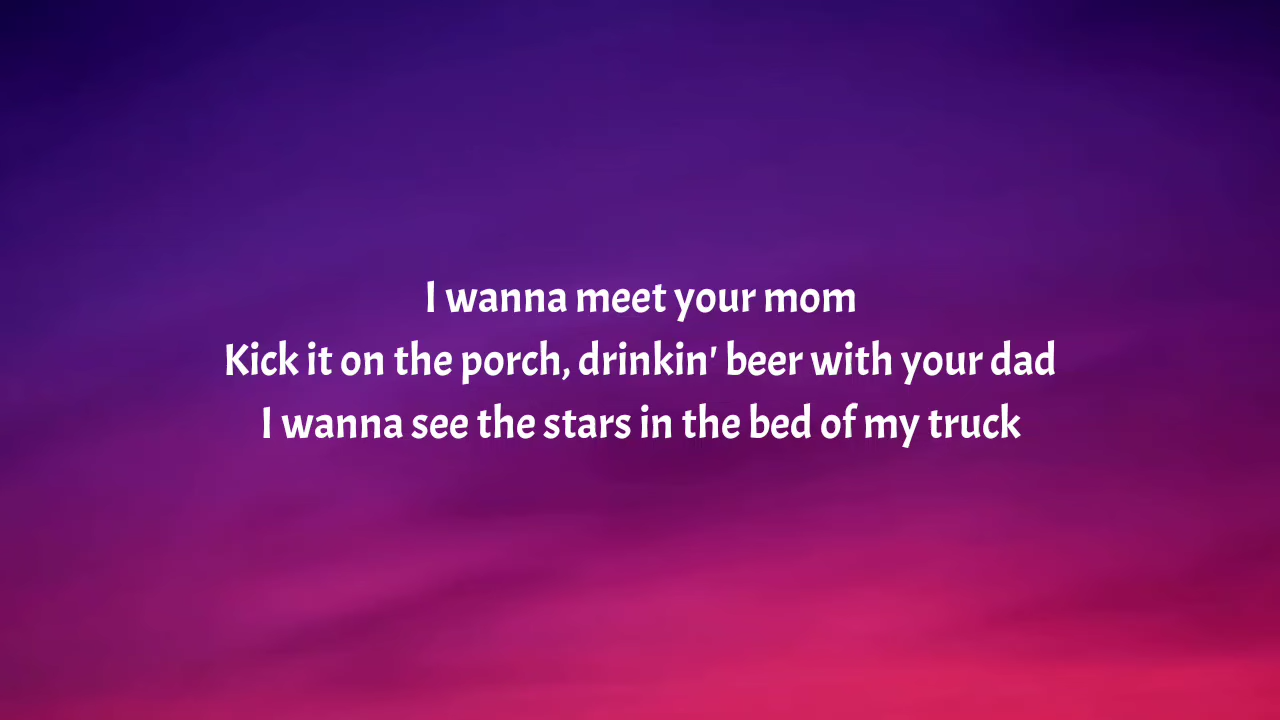 I wanna meet your mom
Kick it on the porch, drinkin' beer with your dad
I wanna see the stars in the bed of my truck